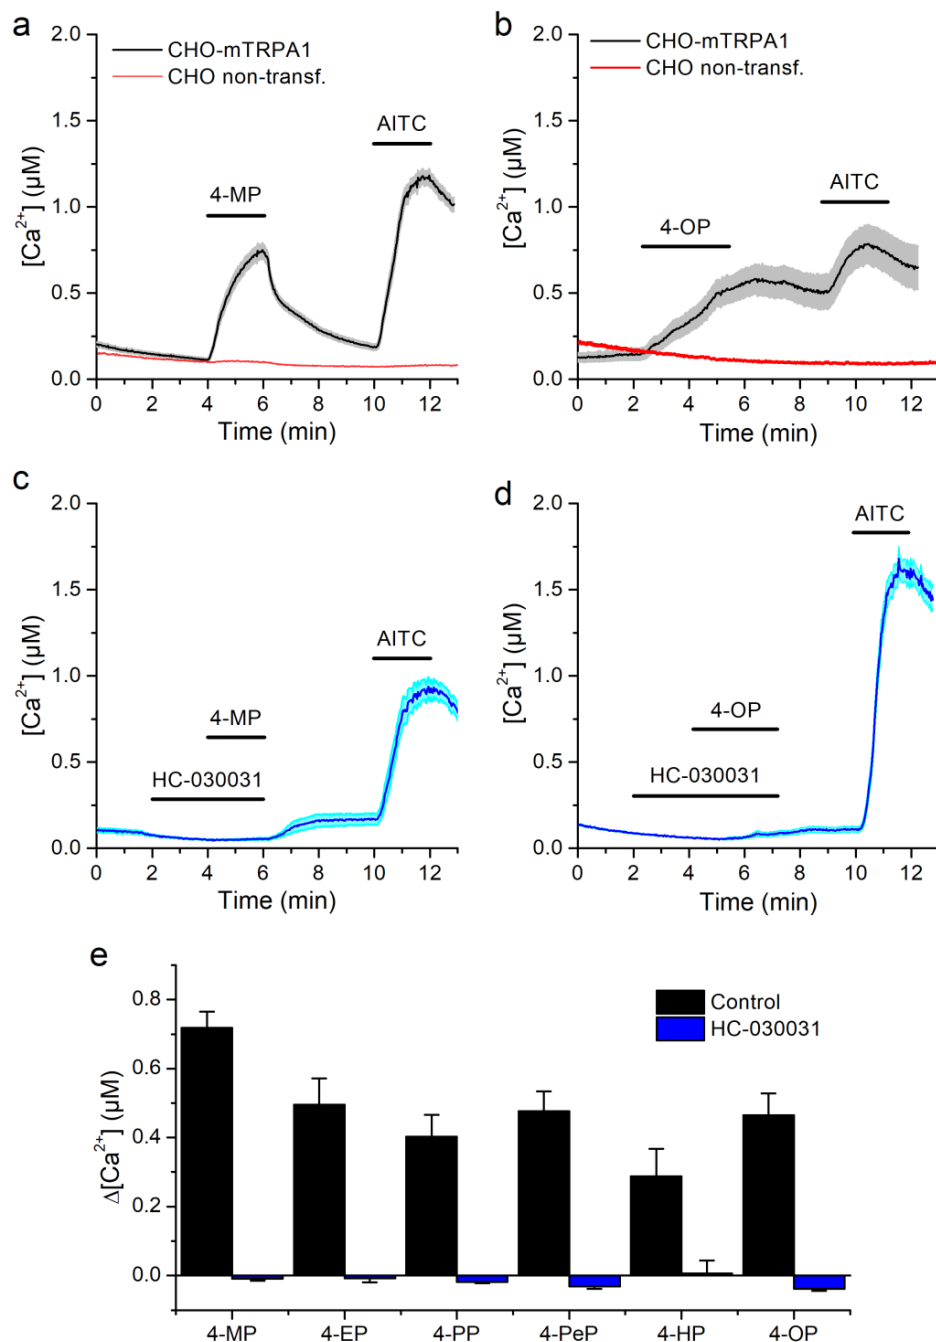 a
2.0
1.5
1.0
0.5
0.0
[Ca²⁺] (µM)
CHO-mTRPA1
CHO non-transf.
AITC
4-MP
0 2 4 6 8 10 12
Time (min)
b
2.0
1.5
1.0
0.5
0.0
[Ca²⁺] (µM)
CHO-mTRPA1
CHO non-transf.
AITC
4-OP
0 2 4 6 8 10 12
Time (min)
c
2.0
1.5
1.0
0.5
0.0
[Ca²⁺] (µM)
AITC
4-MP
HC-030031
0 2 4 6 8 10 12
Time (min)
d
2.0
1.5
1.0
0.5
0.0
[Ca²⁺] (µM)
AITC
4-OP
HC-030031
0 2 4 6 8 10 12
Time (min)
e
0.8
0.6
0.4
0.2
0.0
Δ[Ca²⁺] (µM)
Control
HC-030031
4-MP 4-EP 4-PP 4-PeP 4-HP 4-OP